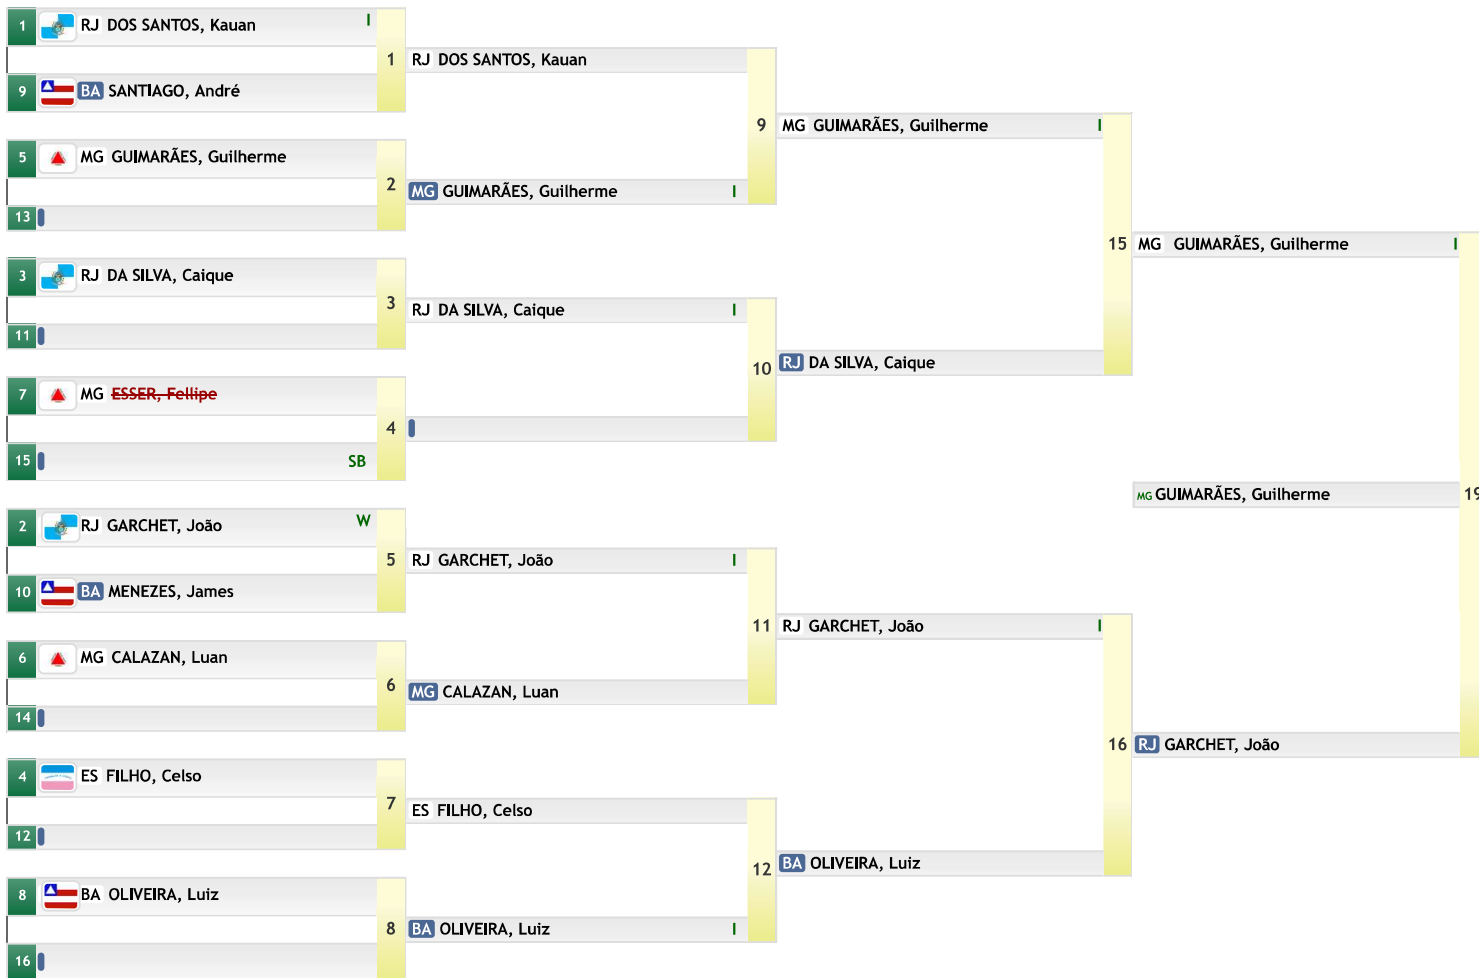 1 RJ DOS SANTOS, Kauan I
1 RJ DOS SANTOS, Kauan
9 BA SANTIAGO, André
9 MG GUIMARÃES, Guilherme I
5 MG GUIMARÃES, Guilherme
2 MG GUIMARÃES, Guilherme I
13
15 MG GUIMARÃES, Guilherme I
3 RJ DA SILVA, Caique
3 RJ DA SILVA, Caique I
11
10 RJ DA SILVA, Caique
7 MG ESSER, Fellipe
4
15 SB
MG GUIMARÃES, Guilherme 19
2 RJ GARCHET, João W
5 RJ GARCHET, João I
10 BA MENEZES, James
11 RJ GARCHET, João I
6 MG CALAZAN, Luan
6 MG CALAZAN, Luan
14
16 RJ GARCHET, João
4 ES FILHO, Celso
7 ES FILHO, Celso
12
12 BA OLIVEIRA, Luiz
8 BA OLIVEIRA, Luiz
8 BA OLIVEIRA, Luiz I
16